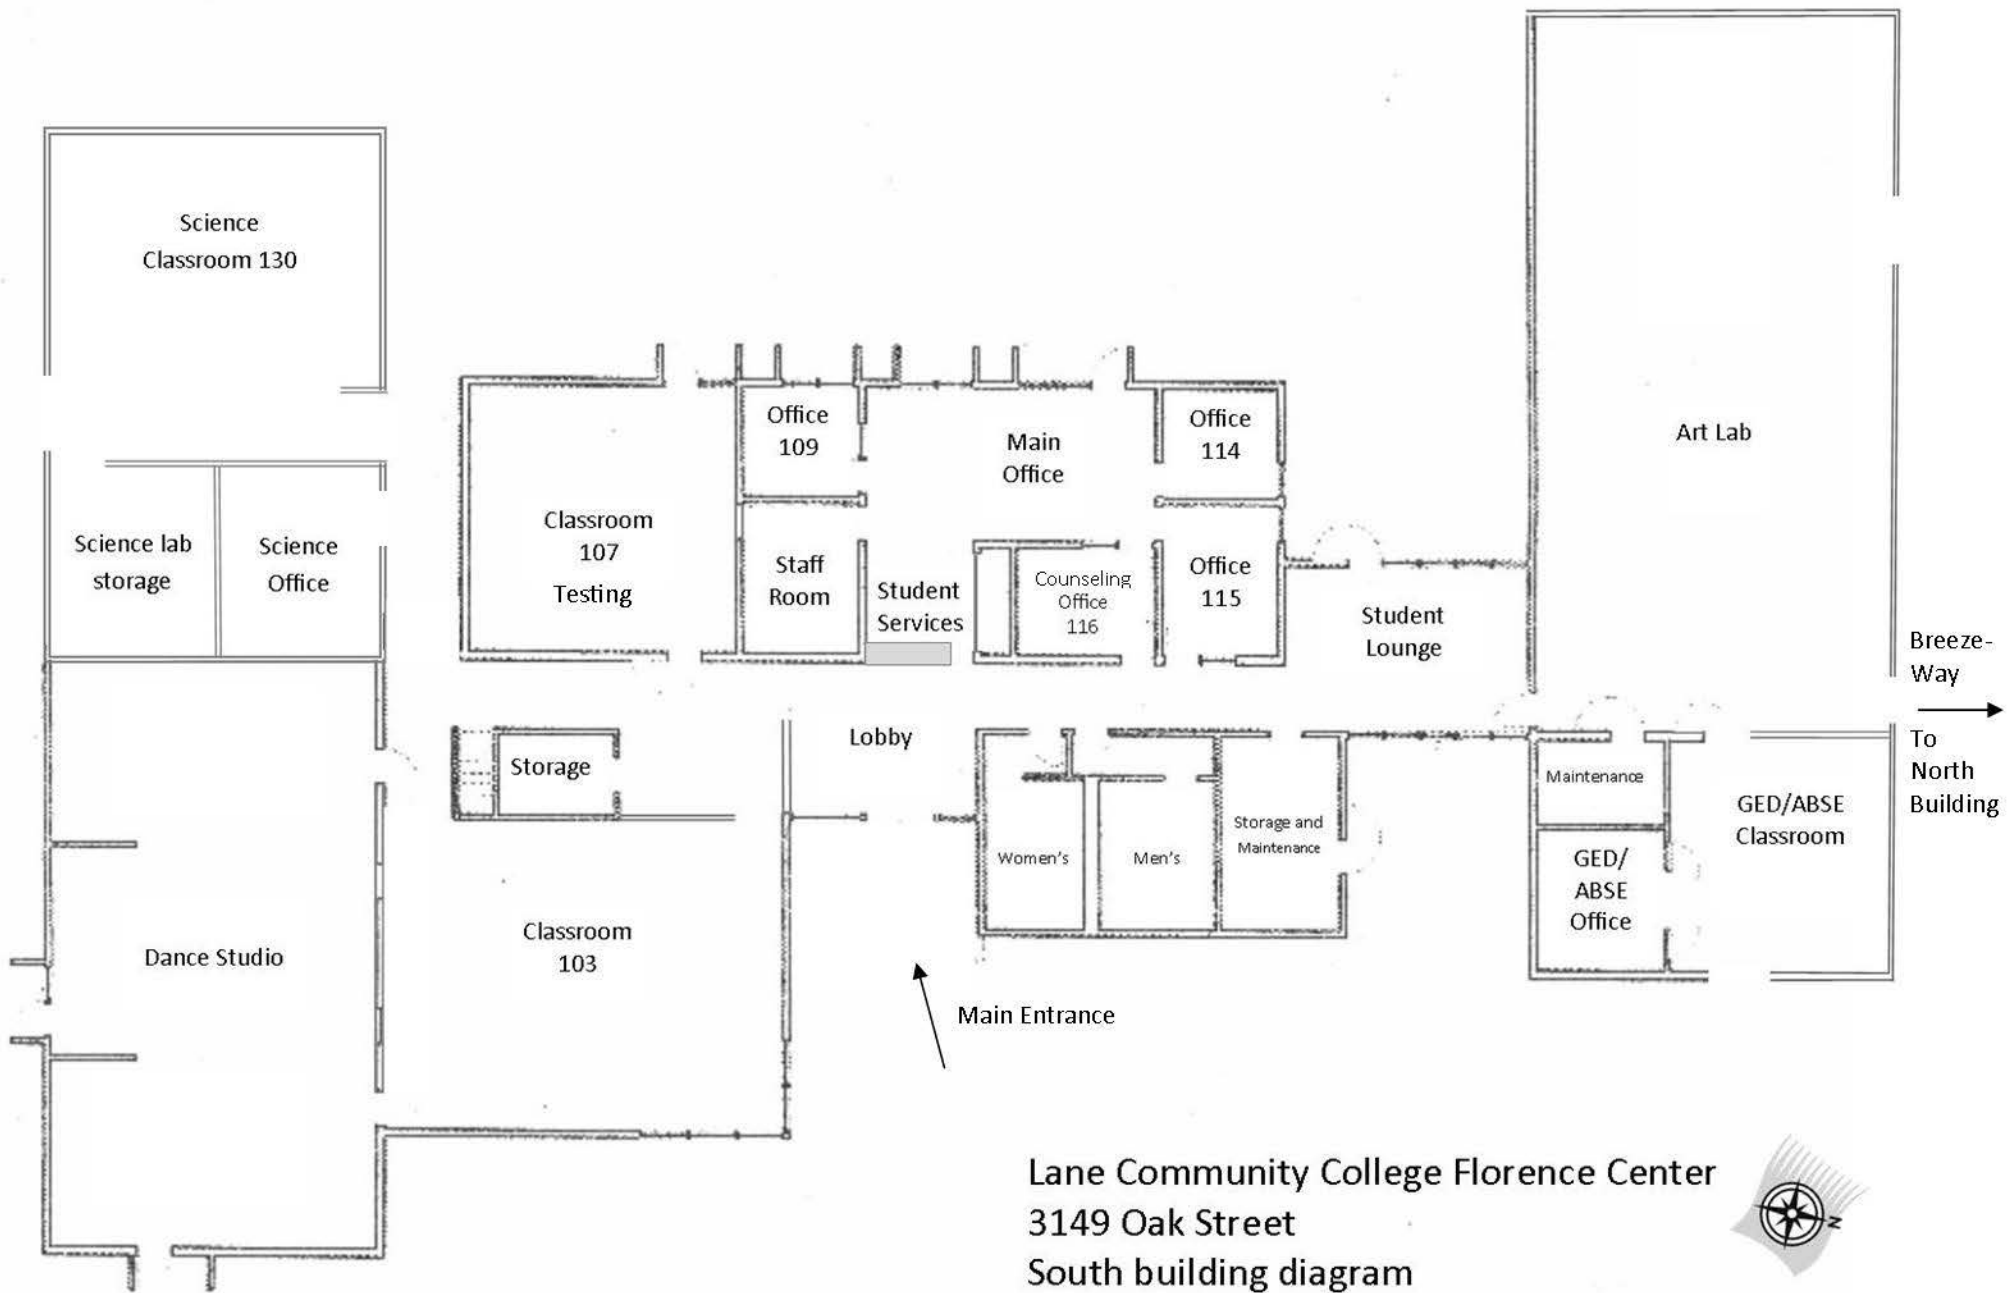 Science
Classroom 130
Science lab
storage
Science
Office
Classroom
107
Testing
Office
109
Staff
Room
Main
Office
Student
Services
Counseling
Office
116
Office
114
Office
115
Student
Lounge
Art Lab
Breeze-
Way
To
North
Building
Storage
Lobby
Women's
Men's
Storage and
Maintenance
Maintenance
GED/ABSE
Classroom
GED/
ABSE
Office
Dance Studio
Classroom
103
Main Entrance
Lane Community College Florence Center
3149 Oak Street
South building diagram
N